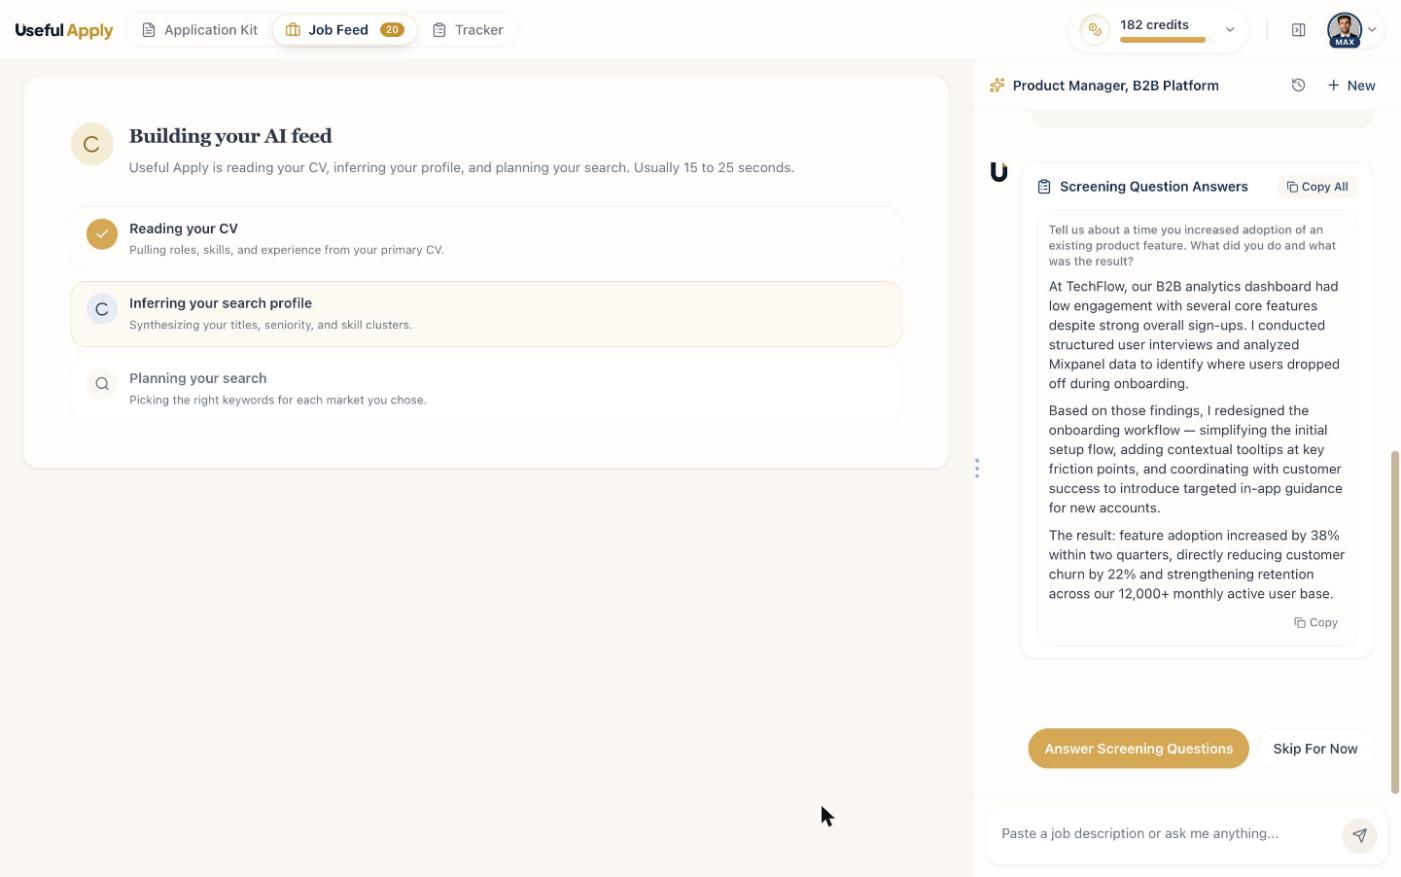 Useful Apply
Application Kit
Job Feed 20
Tracker
182 credits
MAX
Building your AI feed
Useful Apply is reading your CV, inferring your profile, and planning your search. Usually 15 to 25 seconds.
Reading your CV
Pulling roles, skills, and experience from your primary CV.
Inferring your search profile
Synthesizing your titles, seniority, and skill clusters.
Planning your search
Picking the right keywords for each market you chose.
Product Manager, B2B Platform
New
U
Screening Question Answers
Copy All
Tell us about a time you increased adoption of an
existing product feature. What did you do and what
was the result?
At TechFlow, our B2B analytics dashboard had
low engagement with several core features
despite strong overall sign-ups. I conducted
structured user interviews and analyzed
Mixpanel data to identify where users dropped
off during onboarding.
Based on those findings, I redesigned the
onboarding workflow — simplifying the initial
setup flow, adding contextual tooltips at key
friction points, and coordinating with customer
success to introduce targeted in-app guidance
for new accounts.
The result: feature adoption increased by 38%
within two quarters, directly reducing customer
churn by 22% and strengthening retention
across our 12,000+ monthly active user base.
Copy
Answer Screening Questions
Skip For Now
Paste a job description or ask me anything...